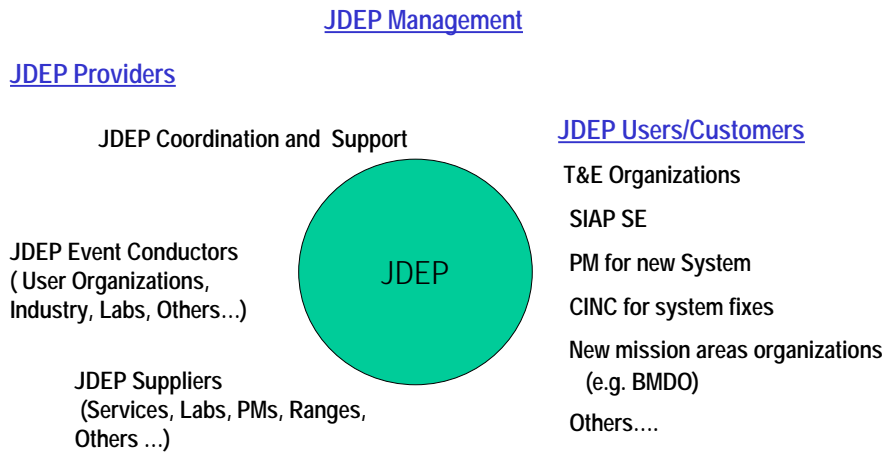 JDEP Management
JDEP Providers
JDEP Coordination and Support
JDEP Event Conductors
( User Organizations,
Industry, Labs, Others…)
JDEP Suppliers
(Services, Labs, PMs, Ranges,
Others …)
JDEP
JDEP Users/Customers
T&E Organizations
SIAP SE
PM for new System
CINC for system fixes
New mission areas organizations
(e.g. BMDO)
Others….